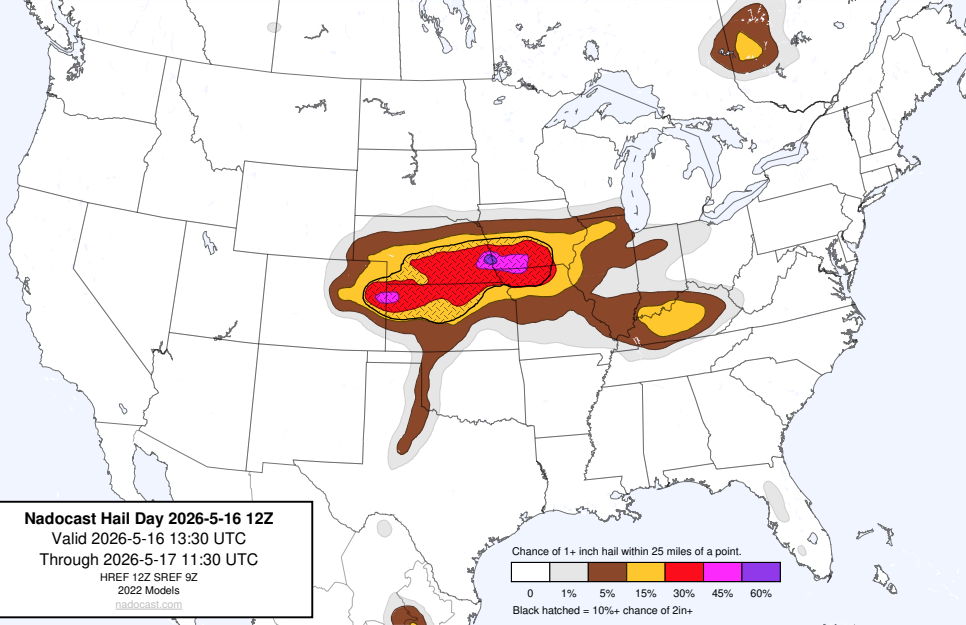 Nadocast Hail Day 2026-5-16 12Z
Valid 2026-5-16 13:30 UTC
Through 2026-5-17 11:30 UTC
HREF 12Z SREF 9Z
2022 Models
nadocast.com
Chance of 1+ inch hail within 25 miles of a point.
0 1% 5% 15% 30% 45% 60%
Black hatched = 10%+ chance of 2in+